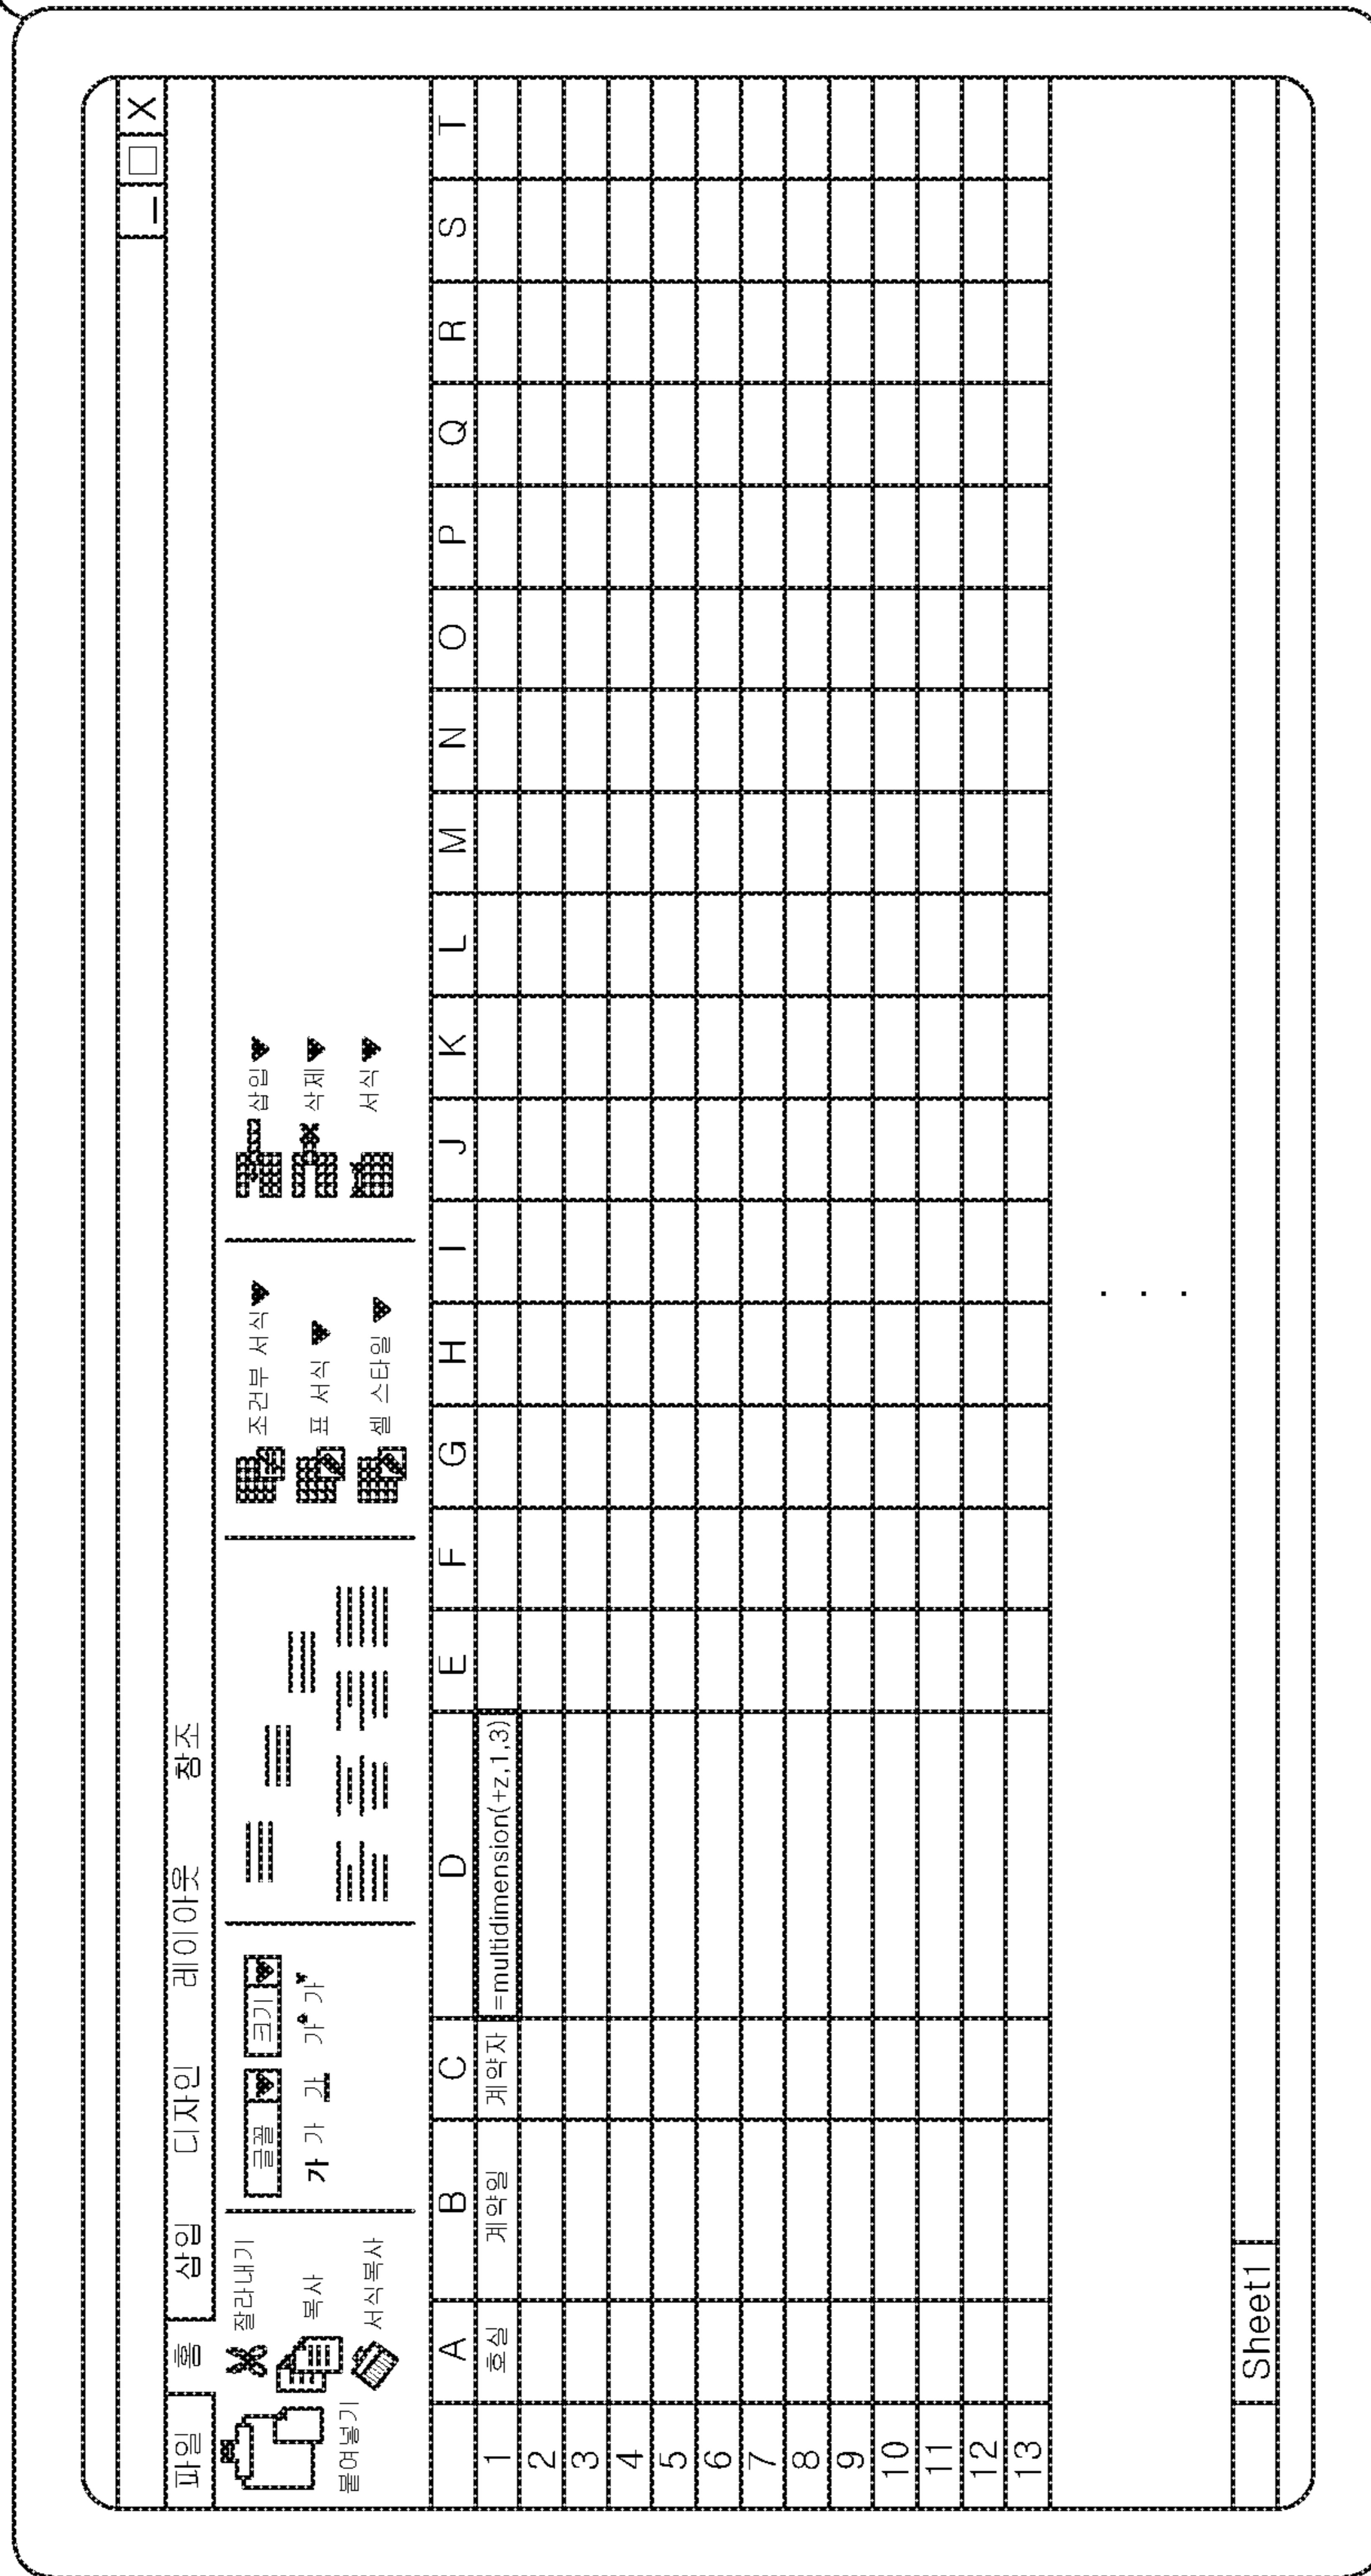 _ □ X
파일 홈 삽입 디자인 레이아웃 창조
붙여넣기
잘라내기
복사
서식복사
글꼴 크기
가 가 가 가 가
조건부 서식
표 서식
셀 스타일
삽입
삭제
서식
A B C D E F G H I J K L M N O P Q R S T
1 호실 계약일 계약자 =multidimension(+z,1,3)
2
3
4
5
6
7
8
9
10
11
12
13
Sheet1